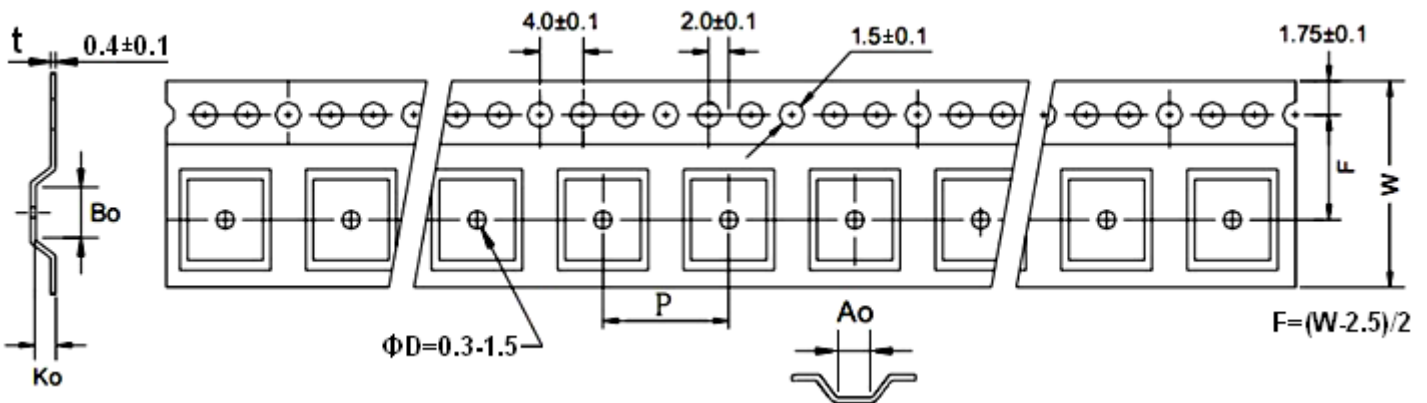 4.0±0.1
2.0±0.1
1.5±0.1
1.75±0.1
t 0.4±0.1
Bo
F
W
P
Ao
ΦD=0.3-1.5
F=(W-2.5)/2
Ko